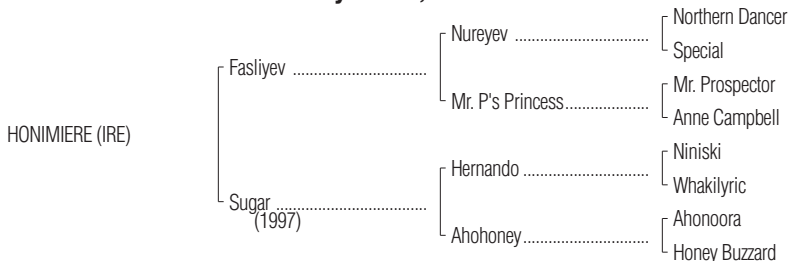 Northern Dancer
Nureyev ................................
Special
Fasliyev ................................
Mr. Prospector
Mr. P's Princess....................
Anne Campbell
HONIMIERE (IRE)
Niniski
Hernando ..............................
Whakilyric
Sugar ....................................
(1997)
Ahonoora
Ahohoney..............................
Honey Buzzard